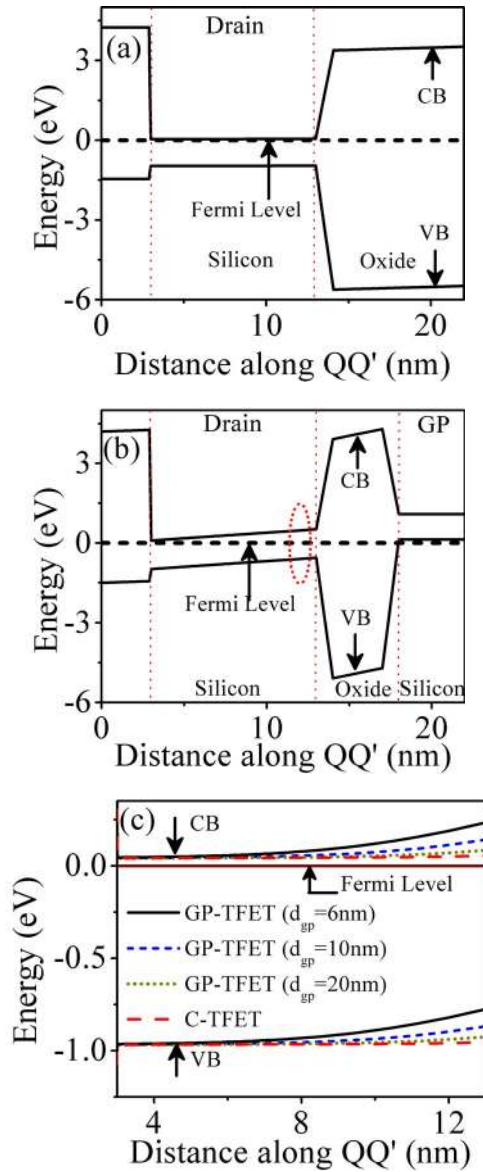 (a)
Drain
3
0
-3
-6
Energy (eV)
CB
Fermi Level
VB
Silicon
Oxide
0
10
20
Distance along QQ' (nm)
(b)
Drain
GP
3
0
-3
-6
Energy (eV)
CB
Fermi Level
VB
Silicon
Oxide
Silicon
0
10
20
Distance along QQ' (nm)
(c)
CB
0.0
-0.5
-1.0
Energy (eV)
Fermi Level
GP-TFET (dgp=6nm)
GP-TFET (dgp=10nm)
GP-TFET (dgp=20nm)
C-TFET
VB
4
8
12
Distance along QQ' (nm)